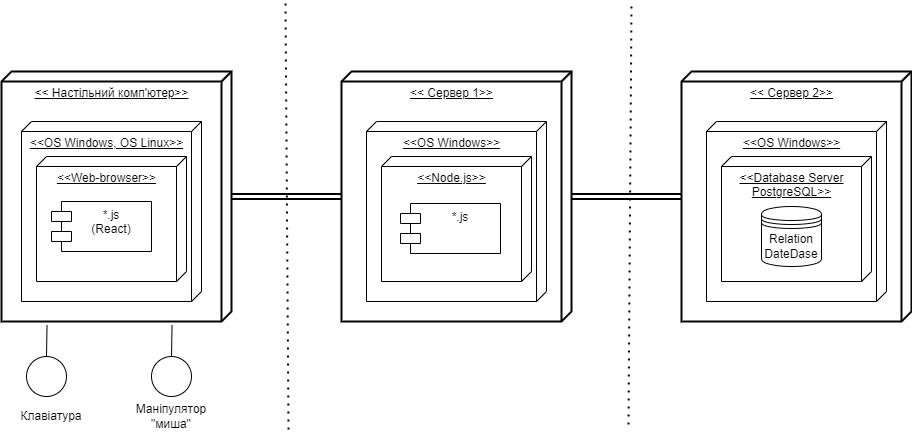 << Настільний комп'ютер>>
<<OS Windows, OS Linux>>
<<Web-browser>>
*.js
(React)
Клавіатура
Маніпулятор
"миша"
<< Сервер 1>>
<<OS Windows>>
<<Node.js>>
*.js
<< Сервер 2>>
<<OS Windows>>
<<Database Server
PostgreSQL>>
Relation
DateDase